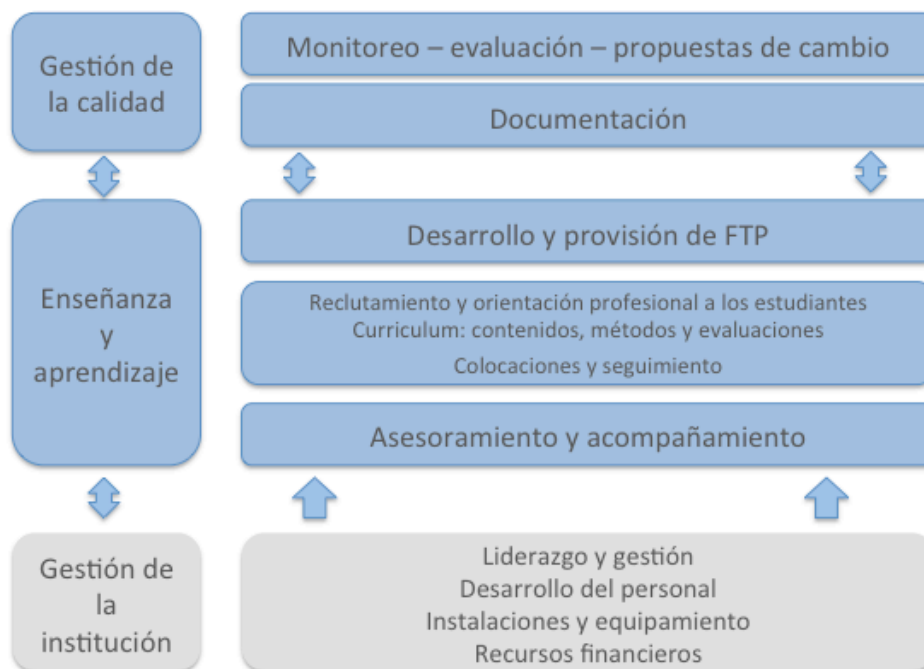 Gestión de
la calidad
Monitoreo – evaluación – propuestas de cambio
Documentación
Enseñanza
y
aprendizaje
Desarrollo y provisión de FTP
Reclutamiento y orientación profesional a los estudiantes
Curriculum: contenidos, métodos y evaluaciones
Colocaciones y seguimiento
Asesoramiento y acompañamiento
Gestión de
la
institución
Liderazgo y gestión
Desarrollo del personal
Instalaciones y equipamiento
Recursos financieros